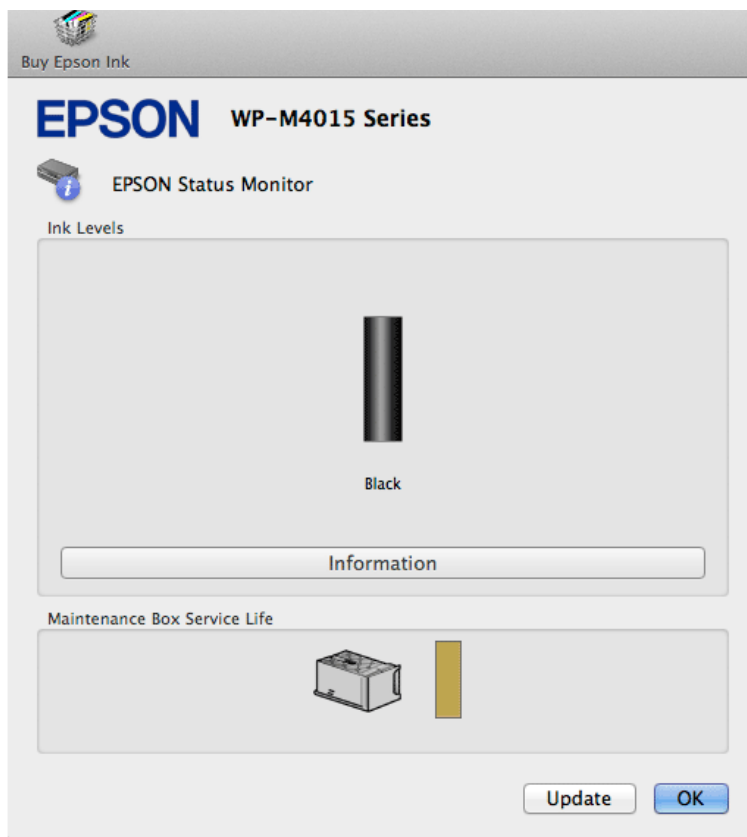 Buy Epson Ink
EPSON WP-M4015 Series
EPSON Status Monitor
Ink Levels
Black
Information
Maintenance Box Service Life
Update OK